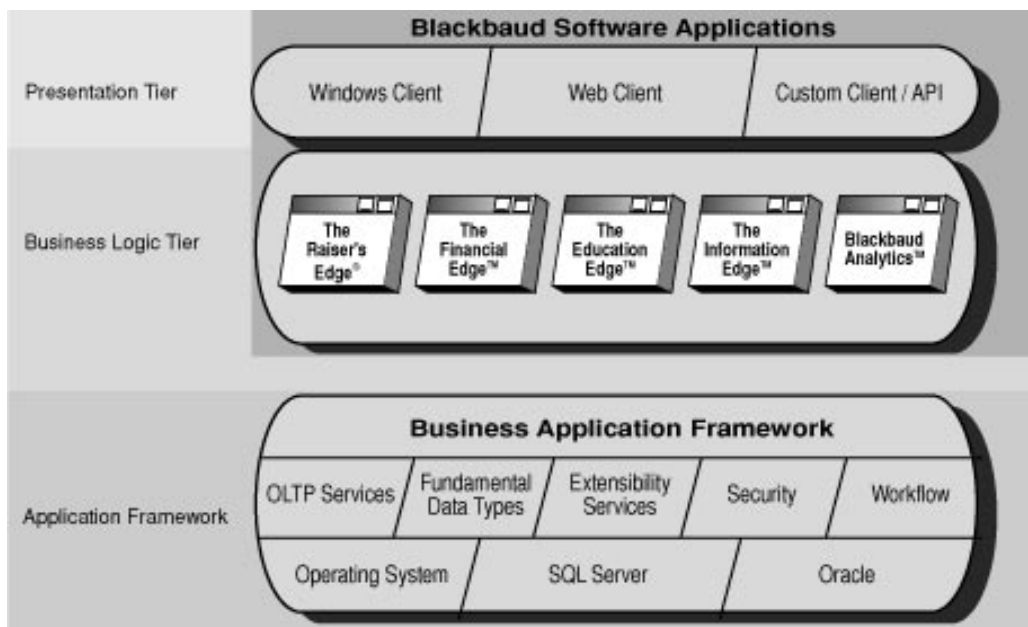 Blackbaud Software Applications
Presentation Tier
Windows Client
Web Client
Custom Client / API
Business Logic Tier
The
Raiser's
Edge®
The
Financial
Edge™
The
Education
Edge™
The
Information
Edge™
Blackbaud
Analytics™
Application Framework
Business Application Framework
OLTP Services
Fundamental
Data Types
Extensibility
Services
Security
Workflow
Operating System
SQL Server
Oracle